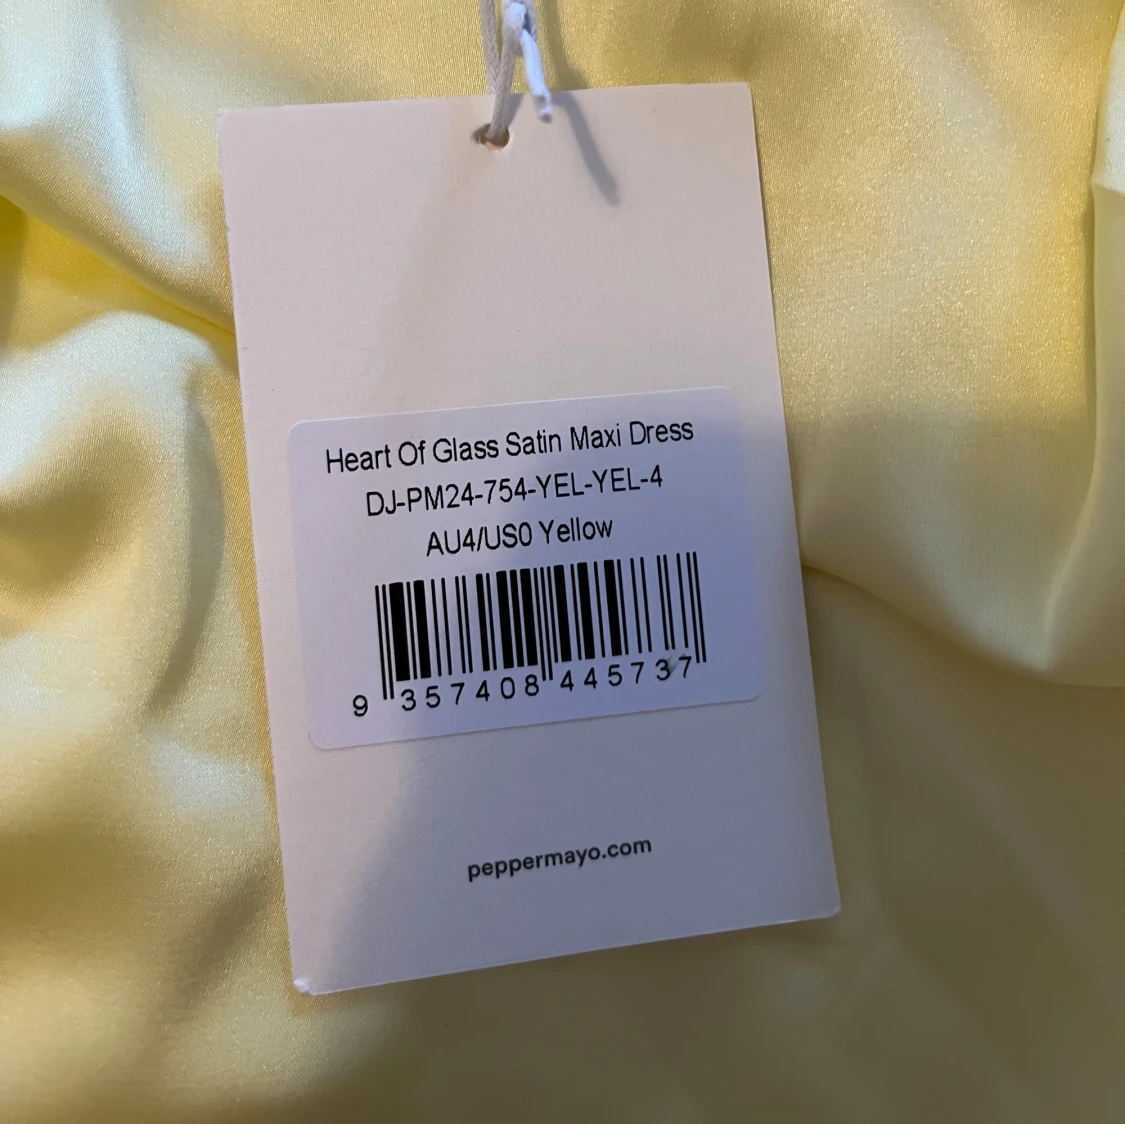 Heart Of Glass Satin Maxi Dress
DJ-PM24-754-YEL-YEL-4
AU4/US0 Yellow
9 357408 445737
peppermayo.com